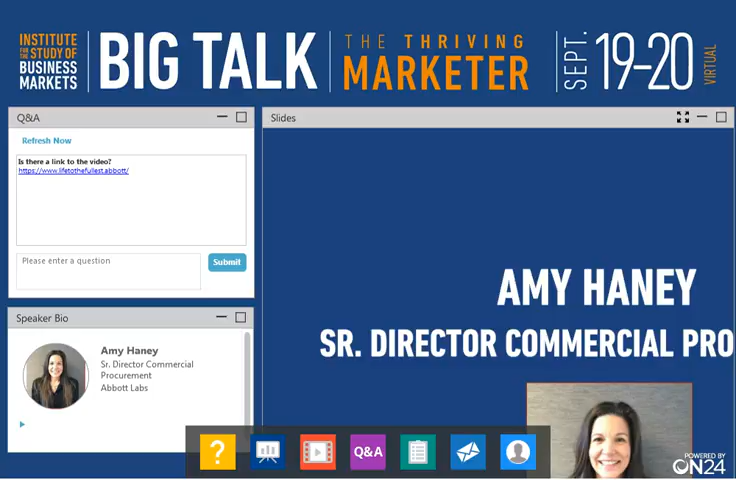 INSTITUTE
FOR THE STUDY OF
BUSINESS
MARKETS
BIG TALK
THE THRIVING
MARKETER
SEPT.
19-20
VIRTUAL
Q&A
Refresh Now
Is there a link to the video?
https://www.lifetothefullest.abbott/
Please enter a question
Submit
Slides
AMY HANEY
SR. DIRECTOR COMMERCIAL PRO
Speaker Bio
Amy Haney
Sr. Director Commercial
Procurement
Abbott Labs
?
Q&A
POWERED BY
ON24